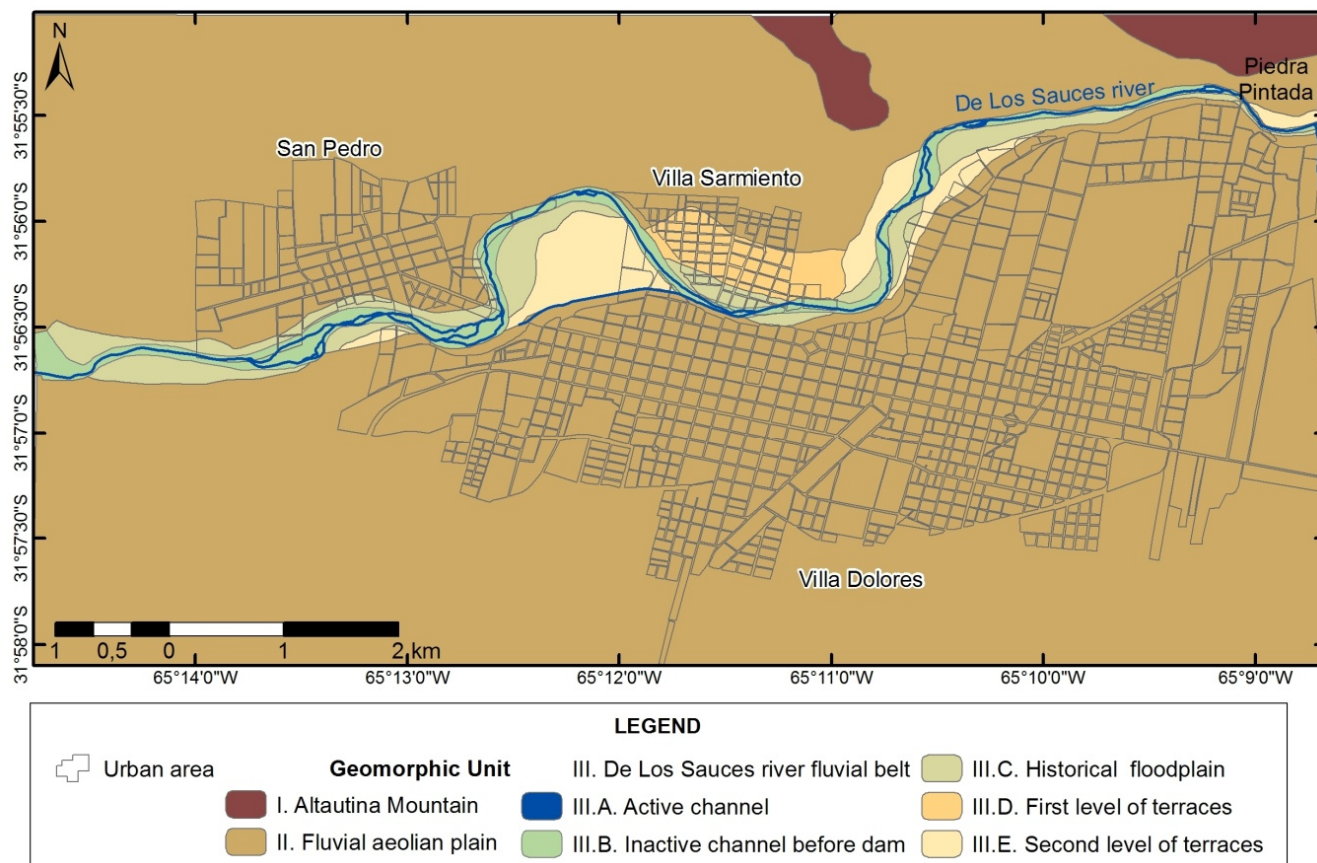 N
Piedra
Pintada
De Los Sauces river
San Pedro
Villa Sarmiento
Villa Dolores
31°55'30"S
31°56'0"S
31°56'30"S
31°57'0"S
31°57'30"S
31°58'0"S
1 0,5 0 1 2 km
65°14'0"W 65°13'0"W 65°12'0"W 65°11'0"W 65°10'0"W 65°9'0"W
LEGEND
Urban area
Geomorphic Unit
I. Altautina Mountain
II. Fluvial aeolian plain
III. De Los Sauces river fluvial belt
III.A. Active channel
III.B. Inactive channel before dam
III.C. Historical floodplain
III.D. First level of terraces
III.E. Second level of terraces